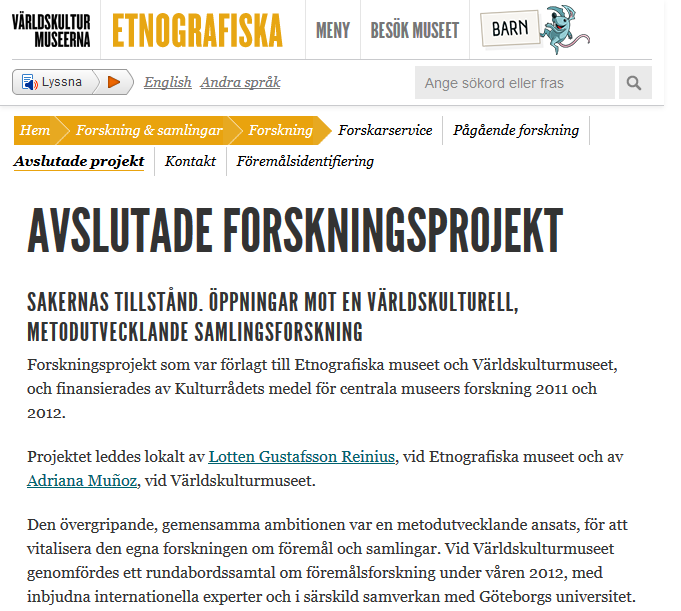 VÄRLDSKULTUR
MUSEERNA
ETNOGRAFISKA
MENY
BESÖK MUSEET
BARN
Lyssna
English
Andra språk
Ange sökord eller fras
Hem
Forskning & samlingar
Forskning
Forskarservice
Pågående forskning
Avslutade projekt
Kontakt
Föremålsidentifiering
AVSLUTADE FORSKNINGSPROJEKT
SAKERNAS TILLSTÅND. ÖPPNINGAR MOT EN VÄRLDSKULTURELL,
METODUTVECKLANDE SAMLINGSFORSKNING
Forskningsprojekt som var förlagt till Etnografiska museet och Världskulturmuseet,
och finansierades av Kulturrådets medel för centrala museers forskning 2011 och
2012.
Projektet leddes lokalt av Lotten Gustafsson Reinius, vid Etnografiska museet och av
Adriana Muñoz, vid Världskulturmuseet.
Den övergripande, gemensamma ambitionen var en metodutvecklande ansats, för att
vitalisera den egna forskningen om föremål och samlingar. Vid Världskulturmuseet
genomfördes ett rundabordssamtal om föremålsforskning under våren 2012, med
inbjudna internationella experter och i särskild samverkan med Göteborgs universitet.